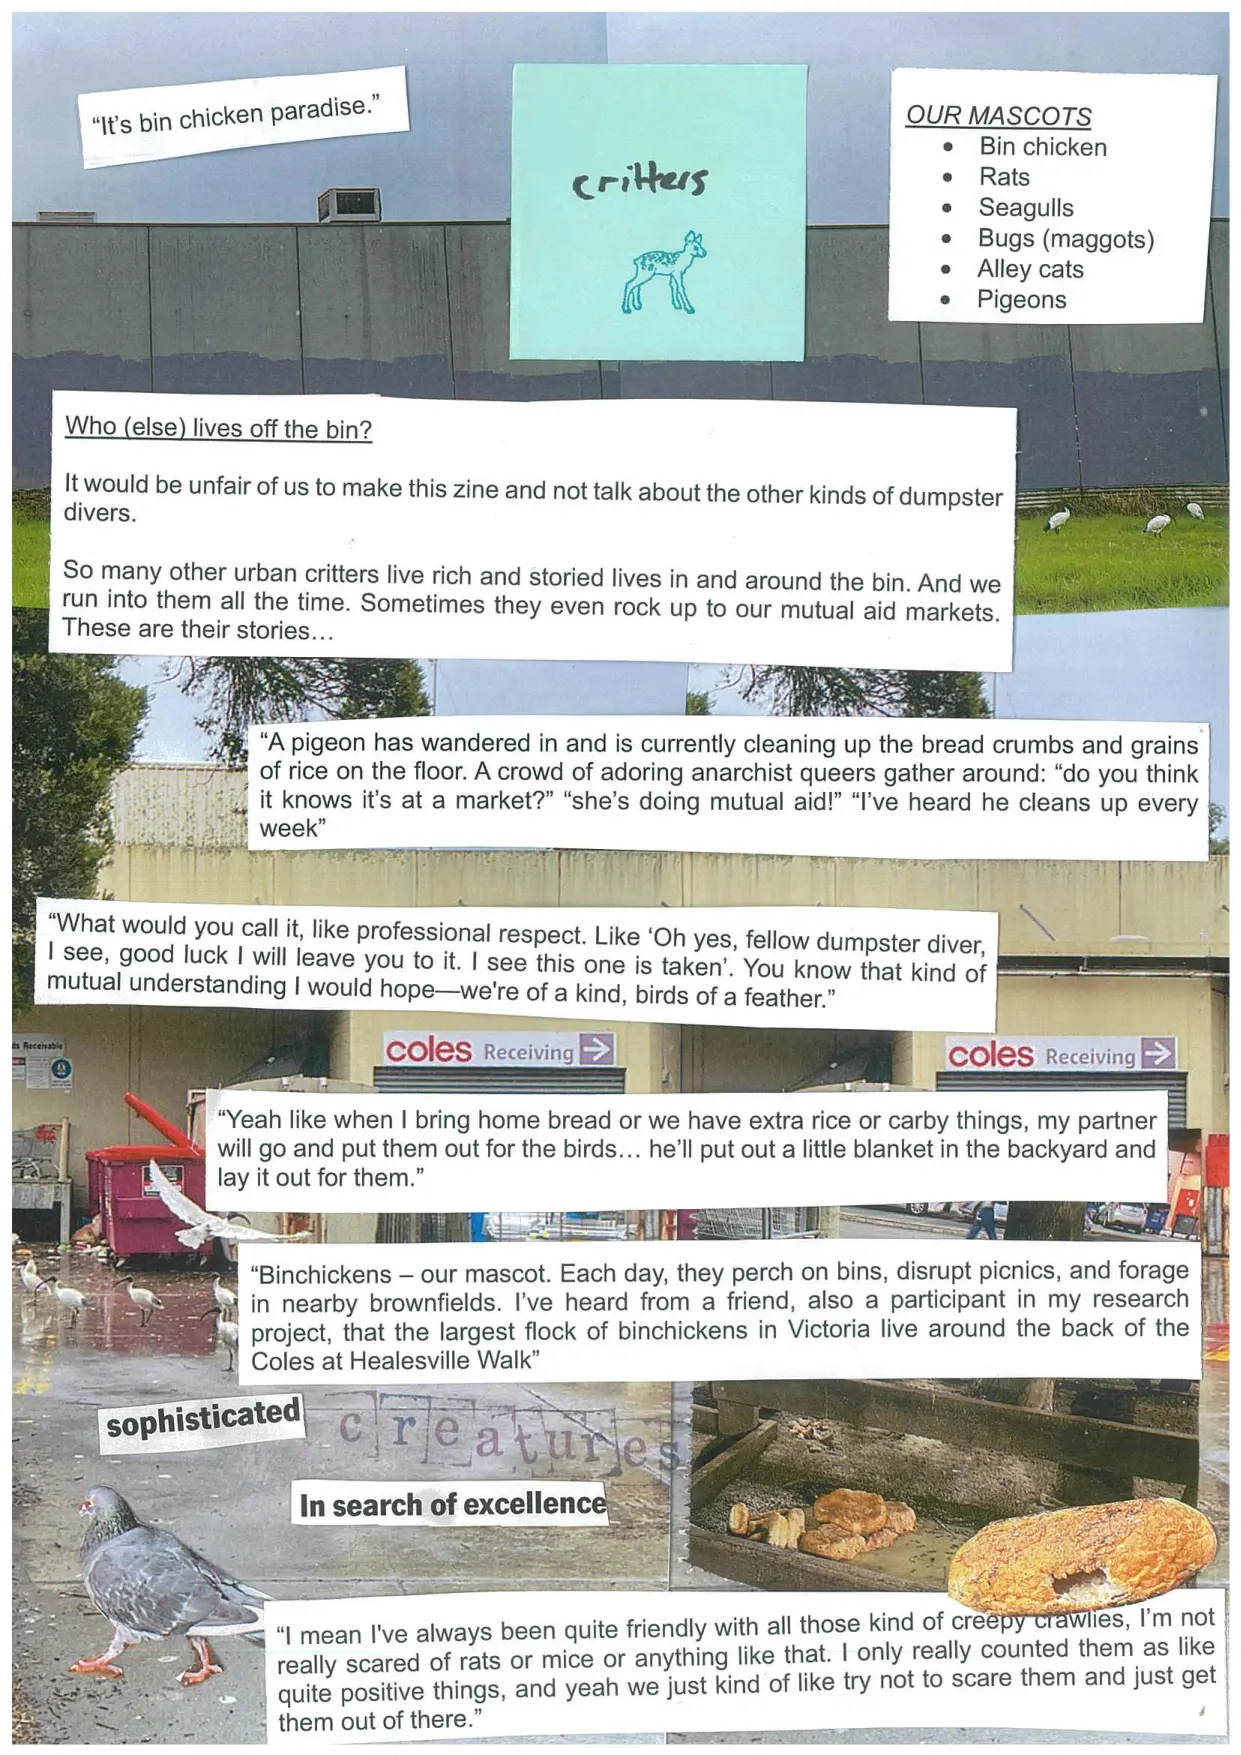 “It’s bin chicken paradise.”
critters
OUR MASCOTS
• Bin chicken
• Rats
• Seagulls
• Bugs (maggots)
• Alley cats
• Pigeons
Who (else) lives off the bin?
It would be unfair of us to make this zine and not talk about the other kinds of dumpster
divers.
So many other urban critters live rich and storied lives in and around the bin. And we
run into them all the time. Sometimes they even rock up to our mutual aid markets.
These are their stories…
“A pigeon has wandered in and is currently cleaning up the bread crumbs and grains
of rice on the floor. A crowd of adoring anarchist queers gather around: “do you think
it knows it’s at a market?” “she’s doing mutual aid!” “I’ve heard he cleans up every
week”
“What would you call it, like professional respect. Like ‘Oh yes, fellow dumpster diver,
I see, good luck I will leave you to it. I see this one is taken’. You know that kind of
mutual understanding I would hope—we're of a kind, birds of a feather.”
ds Receivable
coles Receiving
coles Receiving
“Yeah like when I bring home bread or we have extra rice or carby things, my partner
will go and put them out for the birds… he’ll put out a little blanket in the backyard and
lay it out for them.”
“Binchickens – our mascot. Each day, they perch on bins, disrupt picnics, and forage
in nearby brownfields. I’ve heard from a friend, also a participant in my research
project, that the largest flock of binchickens in Victoria live around the back of the
Coles at Healesville Walk”
sophisticated
creatures
In search of excellence
“I mean I've always been quite friendly with all those kind of creepy crawlies, I’m not
really scared of rats or mice or anything like that. I only really counted them as like
quite positive things, and yeah we just kind of like try not to scare them and just get
them out of there.”